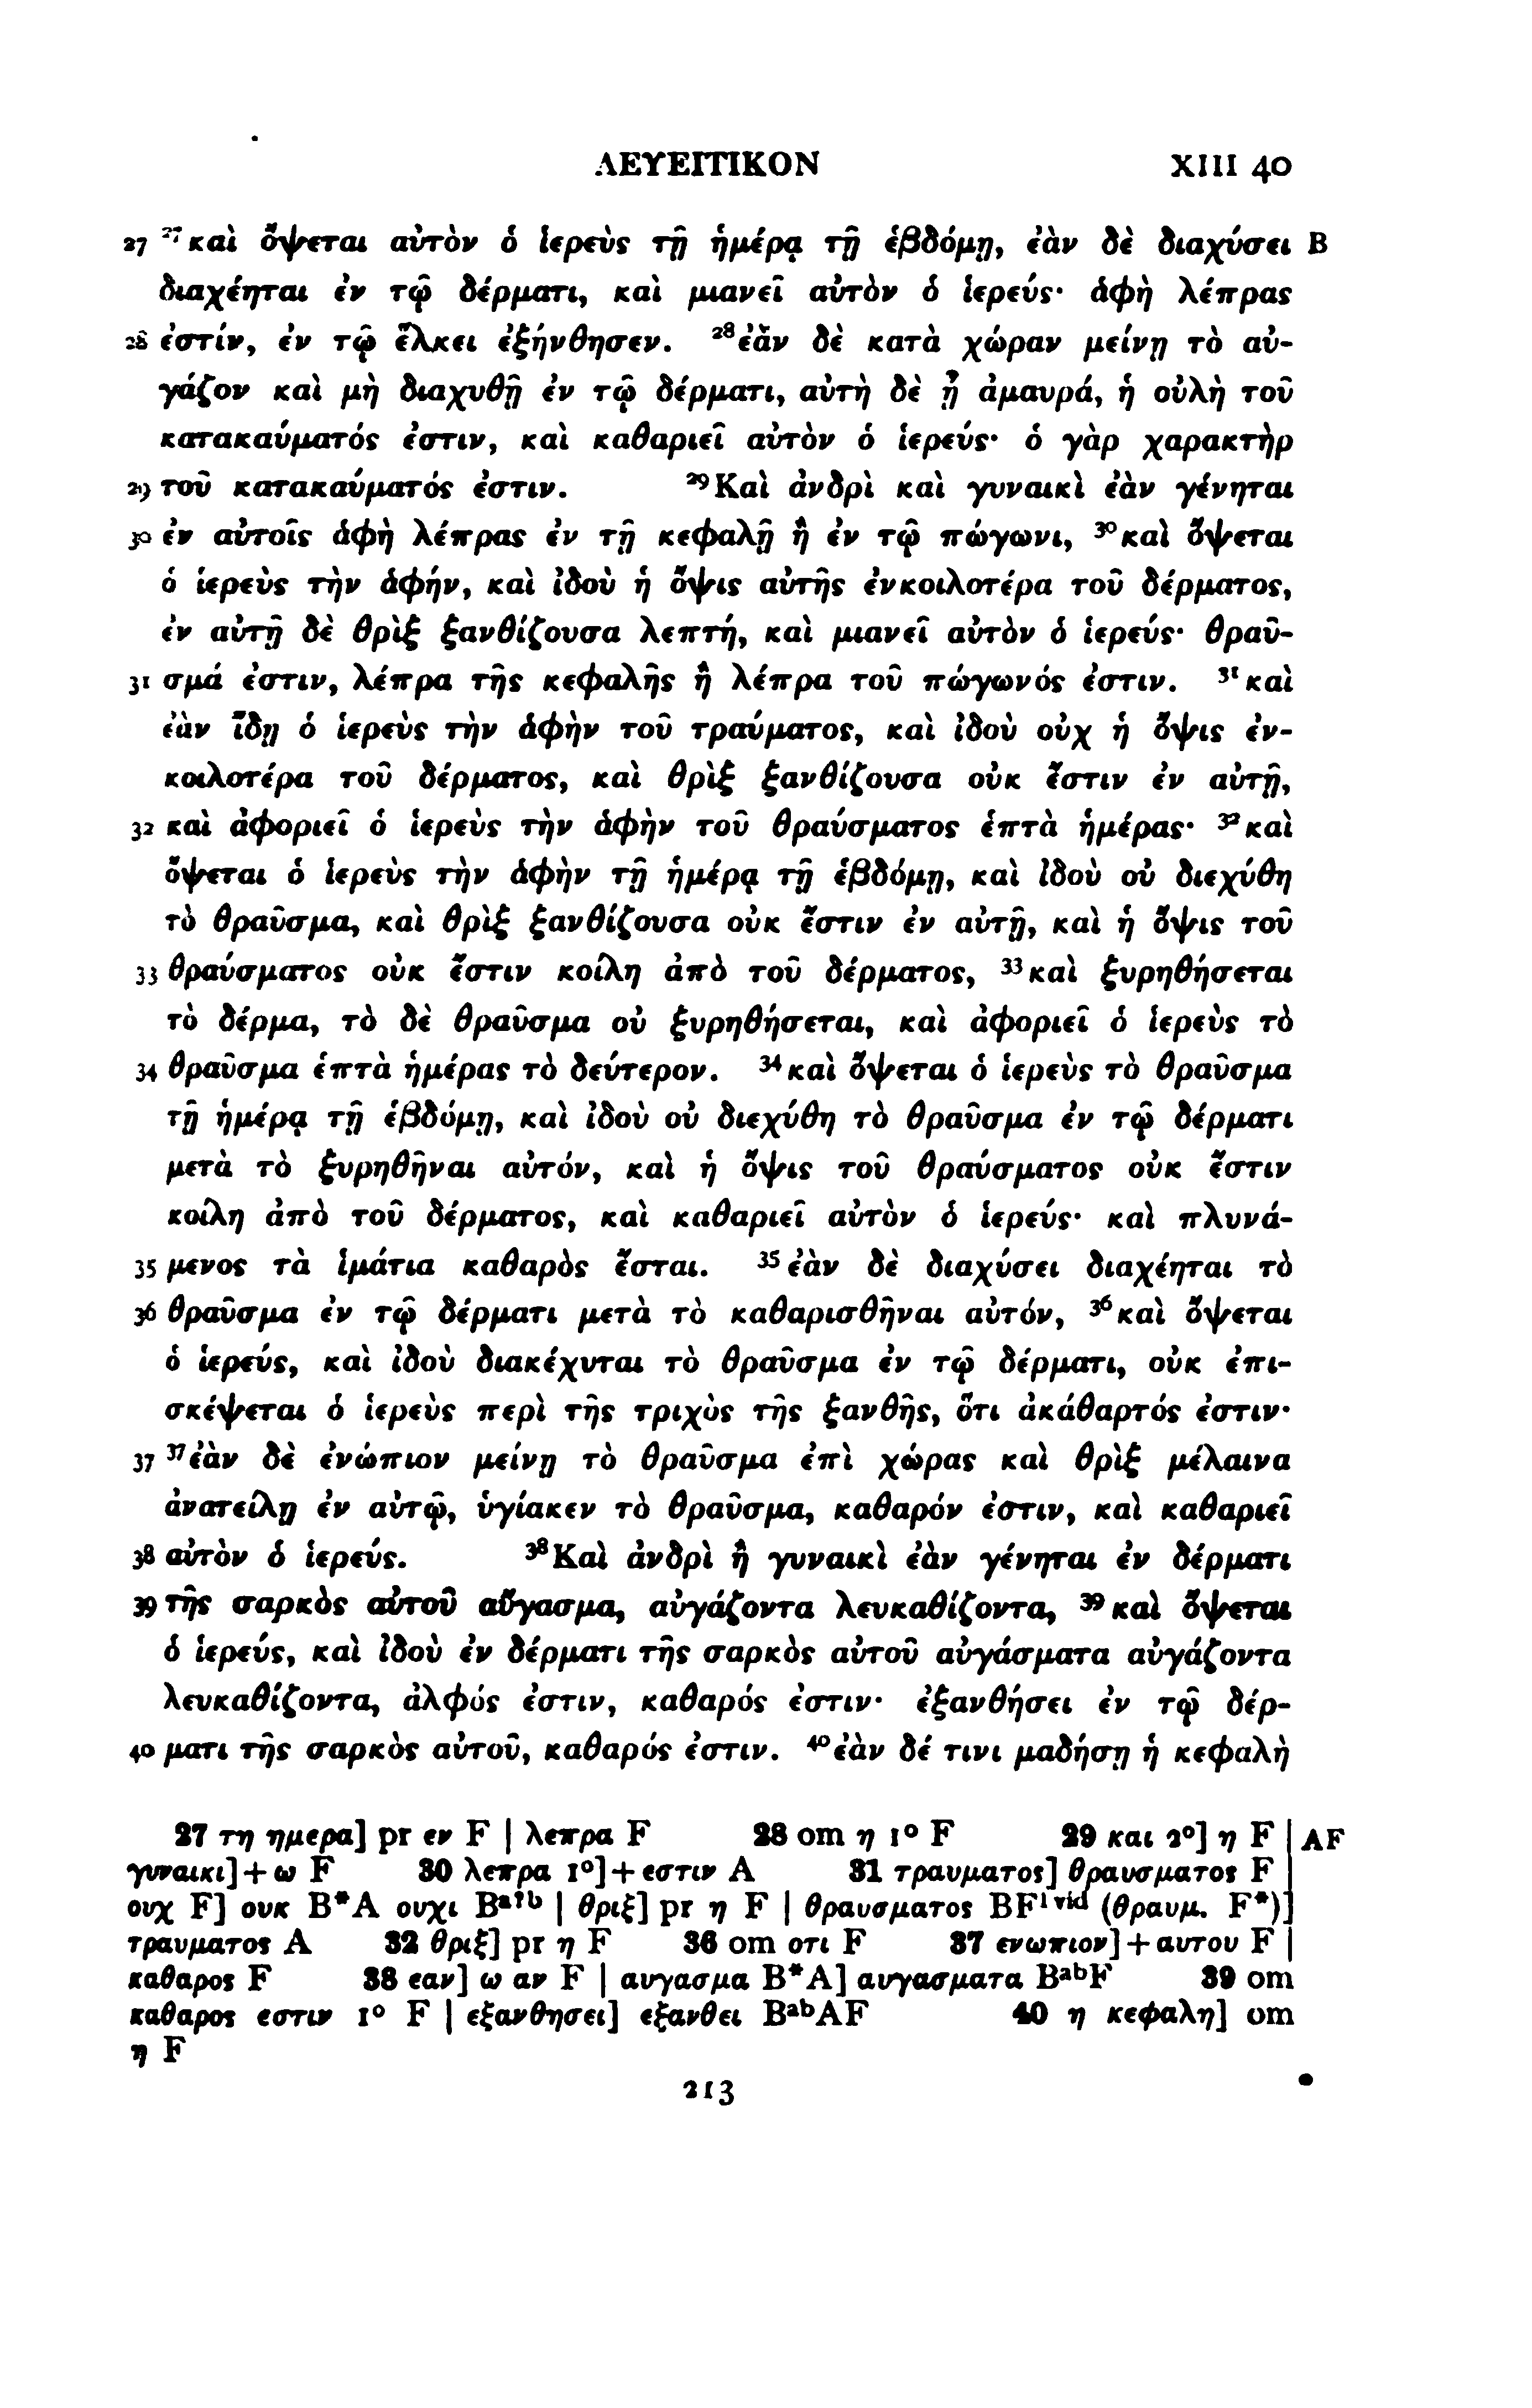 ΛΕΥΕΙΤΙΚΟΝ XIII 40
27 ²⁷καὶ ὄψεται αὐτὸν ὁ ἱερεὺς τῇ ἡμέρᾳ τῇ ἑβδόμῃ, ἐὰν δὲ διαχύσει B
διαχέηται ἐν τῷ δέρματι, καὶ μιανεῖ αὐτὸν ὁ ἱερεύς· ἁφὴ λέπρας
28 ἐστίν, ἐν τῷ ἕλκει ἐξήνθησεν. ²⁸ἐὰν δὲ κατὰ χώραν μείνῃ τὸ αὐ-
γάζον καὶ μὴ διαχυθῇ ἐν τῷ δέρματι, αὐτὴ δὲ ᾖ ἀμαυρά, ἡ οὐλὴ τοῦ
κατακαύματός ἐστιν, καὶ καθαριεῖ αὐτὸν ὁ ἱερεύς· ὁ γὰρ χαρακτὴρ
29 τοῦ κατακαύματός ἐστιν. ²⁹Καὶ ἀνδρὶ καὶ γυναικὶ ἐὰν γένηται
30 ἐν αὐτοῖς ἁφὴ λέπρας ἐν τῇ κεφαλῇ ἢ ἐν τῷ πώγωνι, ³⁰καὶ ὄψεται
ὁ ἱερεὺς τὴν ἁφήν, καὶ ἰδοὺ ἡ ὄψις αὐτῆς ἐνκοιλοτέρα τοῦ δέρματος,
ἐν αὐτῇ δὲ θρὶξ ξανθίζουσα λεπτή, καὶ μιανεῖ αὐτὸν ὁ ἱερεύς· θραῦ-
31 σμά ἐστιν, λέπρα τῆς κεφαλῆς ἢ λέπρα τοῦ πώγωνός ἐστιν. ³¹καὶ
ἐὰν ἴδῃ ὁ ἱερεὺς τὴν ἁφὴν τοῦ τραύματος, καὶ ἰδοὺ οὐχ ἡ ὄψις ἐν-
κοιλοτέρα τοῦ δέρματος, καὶ θρὶξ ξανθίζουσα οὐκ ἔστιν ἐν αὐτῇ,
32 καὶ ἀφοριεῖ ὁ ἱερεὺς τὴν ἁφὴν τοῦ θραύσματος ἑπτὰ ἡμέρας· ³²καὶ
ὄψεται ὁ ἱερεὺς τὴν ἁφὴν τῇ ἡμέρᾳ τῇ ἑβδόμῃ, καὶ ἰδοὺ οὐ διεχύθη
τὸ θραῦσμα, καὶ θρὶξ ξανθίζουσα οὐκ ἔστιν ἐν αὐτῇ, καὶ ἡ ὄψις τοῦ
33 θραύσματος οὐκ ἔστιν κοίλη ἀπὸ τοῦ δέρματος, ³³καὶ ξυρηθήσεται
τὸ δέρμα, τὸ δὲ θραῦσμα οὐ ξυρηθήσεται, καὶ ἀφοριεῖ ὁ ἱερεὺς τὸ
34 θραῦσμα ἑπτὰ ἡμέρας τὸ δεύτερον. ³⁴καὶ ὄψεται ὁ ἱερεὺς τὸ θραῦσμα
τῇ ἡμέρᾳ τῇ ἑβδόμῃ, καὶ ἰδοὺ οὐ διεχύθη τὸ θραῦσμα ἐν τῷ δέρματι
μετὰ τὸ ξυρηθῆναι αὐτόν, καὶ ἡ ὄψις τοῦ θραύσματος οὐκ ἔστιν
κοίλη ἀπὸ τοῦ δέρματος, καὶ καθαριεῖ αὐτὸν ὁ ἱερεύς· καὶ πλυνά-
35 μενος τὰ ἱμάτια καθαρὸς ἔσται. ³⁵ἐὰν δὲ διαχύσει διαχέηται τὸ
36 θραῦσμα ἐν τῷ δέρματι μετὰ τὸ καθαρισθῆναι αὐτόν, ³⁶καὶ ὄψεται
ὁ ἱερεύς, καὶ ἰδοὺ διακέχυται τὸ θραῦσμα ἐν τῷ δέρματι, οὐκ ἐπι-
σκέψεται ὁ ἱερεὺς περὶ τῆς τριχὸς τῆς ξανθῆς, ὅτι ἀκάθαρτός ἐστιν·
37 ³⁷ἐὰν δὲ ἐνώπιον μείνῃ τὸ θραῦσμα ἐπὶ χώρας καὶ θρὶξ μέλαινα
ἀνατείλῃ ἐν αὐτῷ, ὑγίακεν τὸ θραῦσμα, καθαρόν ἐστιν, καὶ καθαριεῖ
38 αὐτὸν ὁ ἱερεύς. ³⁸Καὶ ἀνδρὶ ἢ γυναικὶ ἐὰν γένηται ἐν δέρματι
39 τῆς σαρκὸς αὐτοῦ αὔγασμα, αὐγάζοντα λευκαθίζοντα, ³⁹καὶ ὄψεται
ὁ ἱερεύς, καὶ ἰδοὺ ἐν δέρματι τῆς σαρκὸς αὐτοῦ αὐγάσματα αὐγάζοντα
λευκαθίζοντα, ἀλφός ἐστιν, καθαρός ἐστιν· ἐξανθήσει ἐν τῷ δέρ-
40 ματι τῆς σαρκὸς αὐτοῦ, καθαρός ἐστιν. ⁴⁰ἐὰν δέ τινι μαδήσῃ ἡ κεφαλὴ
27 τη ημερα] pr εν F | λεπρα F 28 om η 1° F 29 και 2°] η F | AF
γυναικι]+ω F 30 λεπρα 1°]+εστιν A 31 τραυματος] θραυσματος F |
ουχ F] ουκ B*A ουχι Bᵃ?ᵇ | θριξ] pr η F | θραυσματος BF¹ᵛⁱᵈ (θραυμ. F*)]
τραυματος A 32 θριξ] pr η F 36 om οτι F 37 ενωπιον]+αυτου F |
καθαρος F 38 εαν] ω αν F | αυγασμα B*A] αυγασματα BᵃᵇF 39 om
καθαρος εστιν 1° F | εξανθησει] εξανθει BᵃᵇAF 40 η κεφαλη] om
η F
213